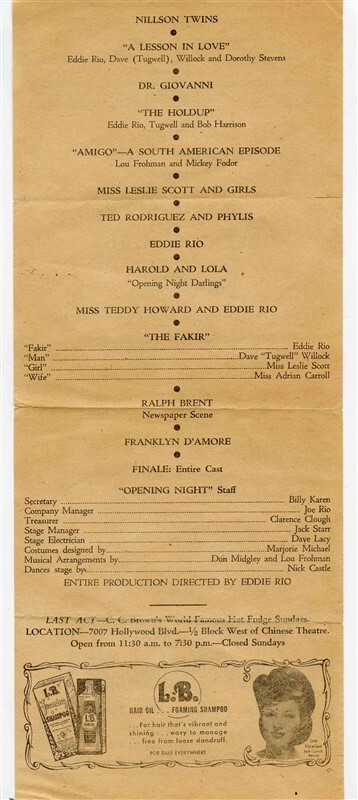 NILLSON TWINS
"A LESSON IN LOVE"
Eddie Rio, Dave (Tugwell), Willock and Dorothy Stevens
DR. GIOVANNI
"THE HOLDUP"
Eddie Rio, Tugwell and Bob Harrison
"AMIGO"—A SOUTH AMERICAN EPISODE
Lou Frohman and Mickey Fodor
MISS LESLIE SCOTT AND GIRLS
TED RODRIGUEZ AND PHYLIS
EDDIE RIO
HAROLD AND LOLA
"Opening Night Darlings"
MISS TEDDY HOWARD AND EDDIE RIO
"THE FAKIR"
"Fakir" Eddie Rio
"Man" Dave "Tugwell" Willock
"Girl" Miss Leslie Scott
"Wife" Miss Adrian Carroll
RALPH BRENT
Newspaper Scene
FRANKLYN D'AMORE
FINALE: Entire Cast
"OPENING NIGHT" Staff
Secretary Billy Karen
Company Manager Joe Rio
Treasurer Clarence Clough
Stage Manager Jack Starr
Stage Electrician Dave Lacy
Costumes designed by Marjorie Michael
Musical Arrangements by Don Midgley and Lou Frohman
Dances stage by Nick Castle
ENTIRE PRODUCTION DIRECTED BY EDDIE RIO
LAST ACT—C. C. Brown's World Famous Hot Fudge Sundaes.
LOCATION—7007 Hollywood Blvd.—½ Block West of Chinese Theatre.
Open from 11:30 a.m. to 7:30 p.m.—Closed Sundays
L.B.
HAIR OIL . . . FOAMING SHAMPOO
. . . For hair that's vibrant and
shining . . . easy to manage
. . . free from loose dandruff.
FOR SALE EVERYWHERE
L.B.
SHAMPOO
L.B.